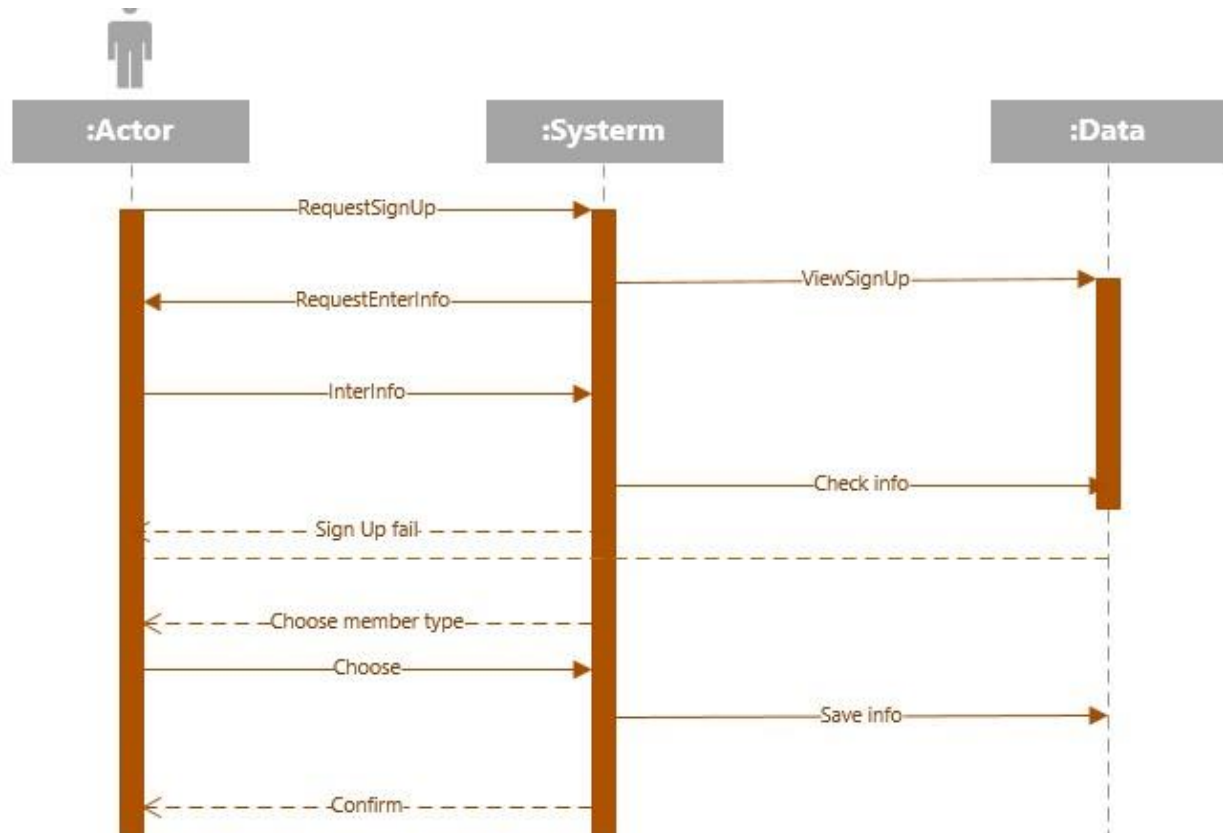 :Actor
:Systerm
:Data
RequestSignUp
ViewSignUp
RequestEnterInfo
InterInfo
Check info
Sign Up fail
Choose member type
Choose
Save info
Confirm